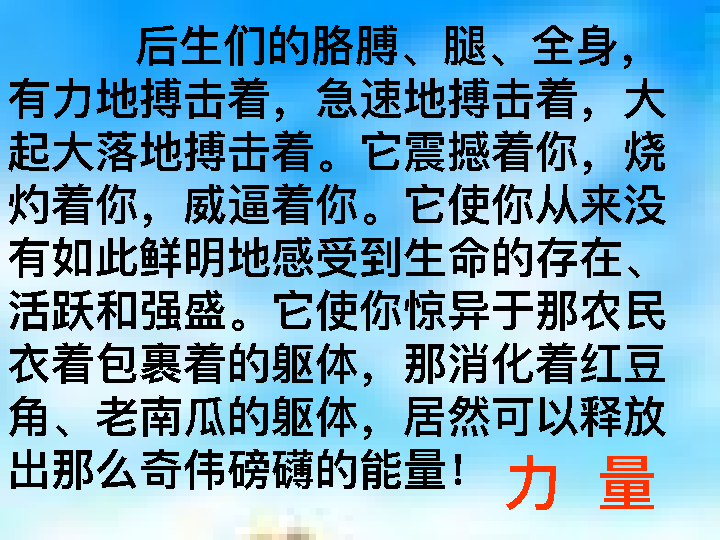 后生们的胳膊、腿、全身，
有力地搏击着，急速地搏击着，大
起大落地搏击着。它震撼着你，烧
灼着你，威逼着你。它使你从来没
有如此鲜明地感受到生命的存在、
活跃和强盛。它使你惊异于那农民
衣着包裹着的躯体，那消化着红豆
角、老南瓜的躯体，居然可以释放
出那么奇伟磅礴的能量！
力 量